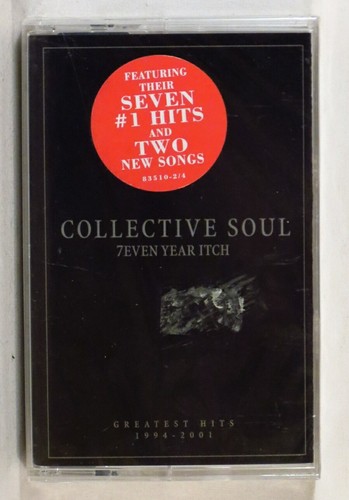 FEATURING
THEIR
SEVEN
#1 HITS
AND
TWO
NEW SONGS
83510-2/4
COLLECTIVE SOUL
7EVEN YEAR ITCH
GREATEST HITS
1994-2001